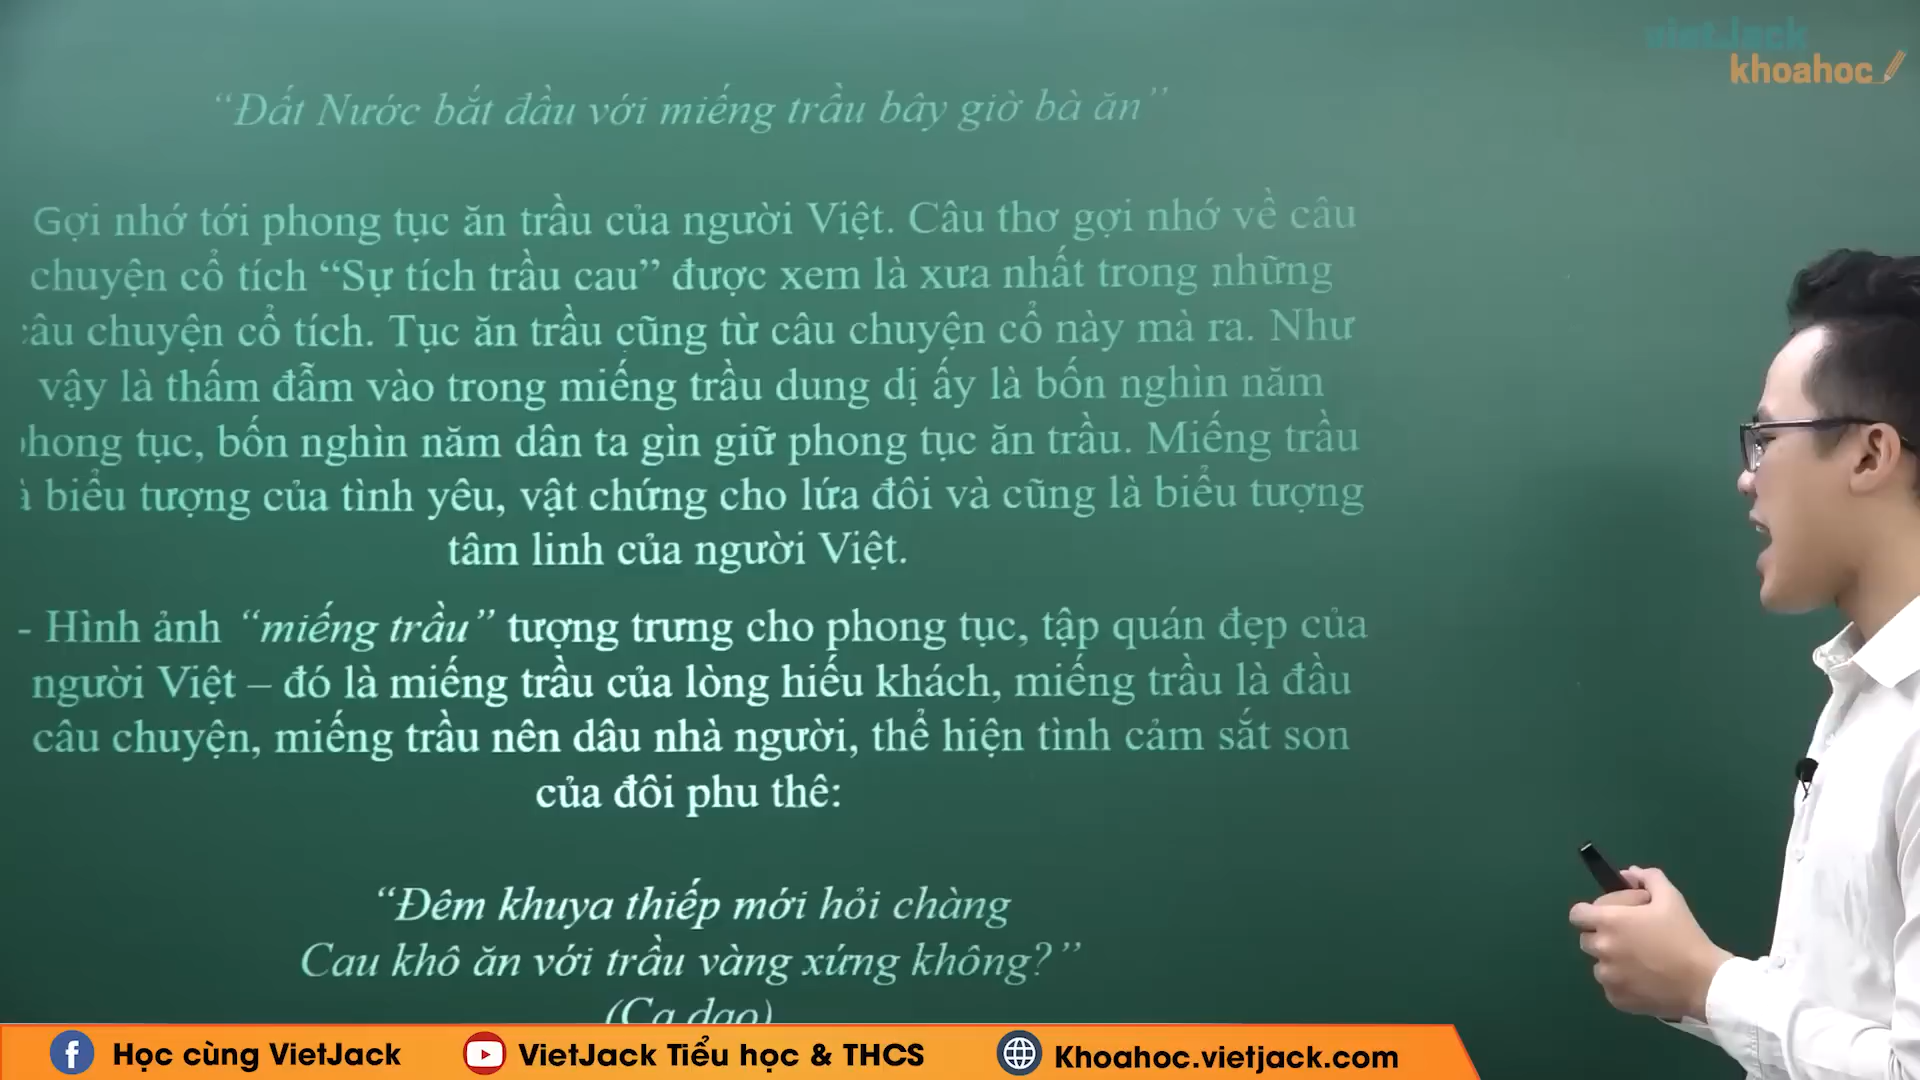 vietJack
khoahoc
“Đất Nước bắt đầu với miếng trầu bây giờ bà ăn”
Gợi nhớ tới phong tục ăn trầu của người Việt. Câu thơ gợi nhớ về câu
chuyện cổ tích “Sự tích trầu cau” được xem là xưa nhất trong những
câu chuyện cổ tích. Tục ăn trầu cũng từ câu chuyện cổ này mà ra. Như
vậy là thấm đẫm vào trong miếng trầu dung dị ấy là bốn nghìn năm
phong tục, bốn nghìn năm dân ta gìn giữ phong tục ăn trầu. Miếng trầu
à biểu tượng của tình yêu, vật chứng cho lứa đôi và cũng là biểu tượng
tâm linh của người Việt.
- Hình ảnh “miếng trầu” tượng trưng cho phong tục, tập quán đẹp của
người Việt – đó là miếng trầu của lòng hiếu khách, miếng trầu là đầu
câu chuyện, miếng trầu nên dâu nhà người, thể hiện tình cảm sắt son
của đôi phu thê:
“Đêm khuya thiếp mới hỏi chàng
Cau khô ăn với trầu vàng xứng không?”
(Ca dao)
Học cùng VietJack
VietJack Tiểu học & THCS
Khoahoc.vietjack.com